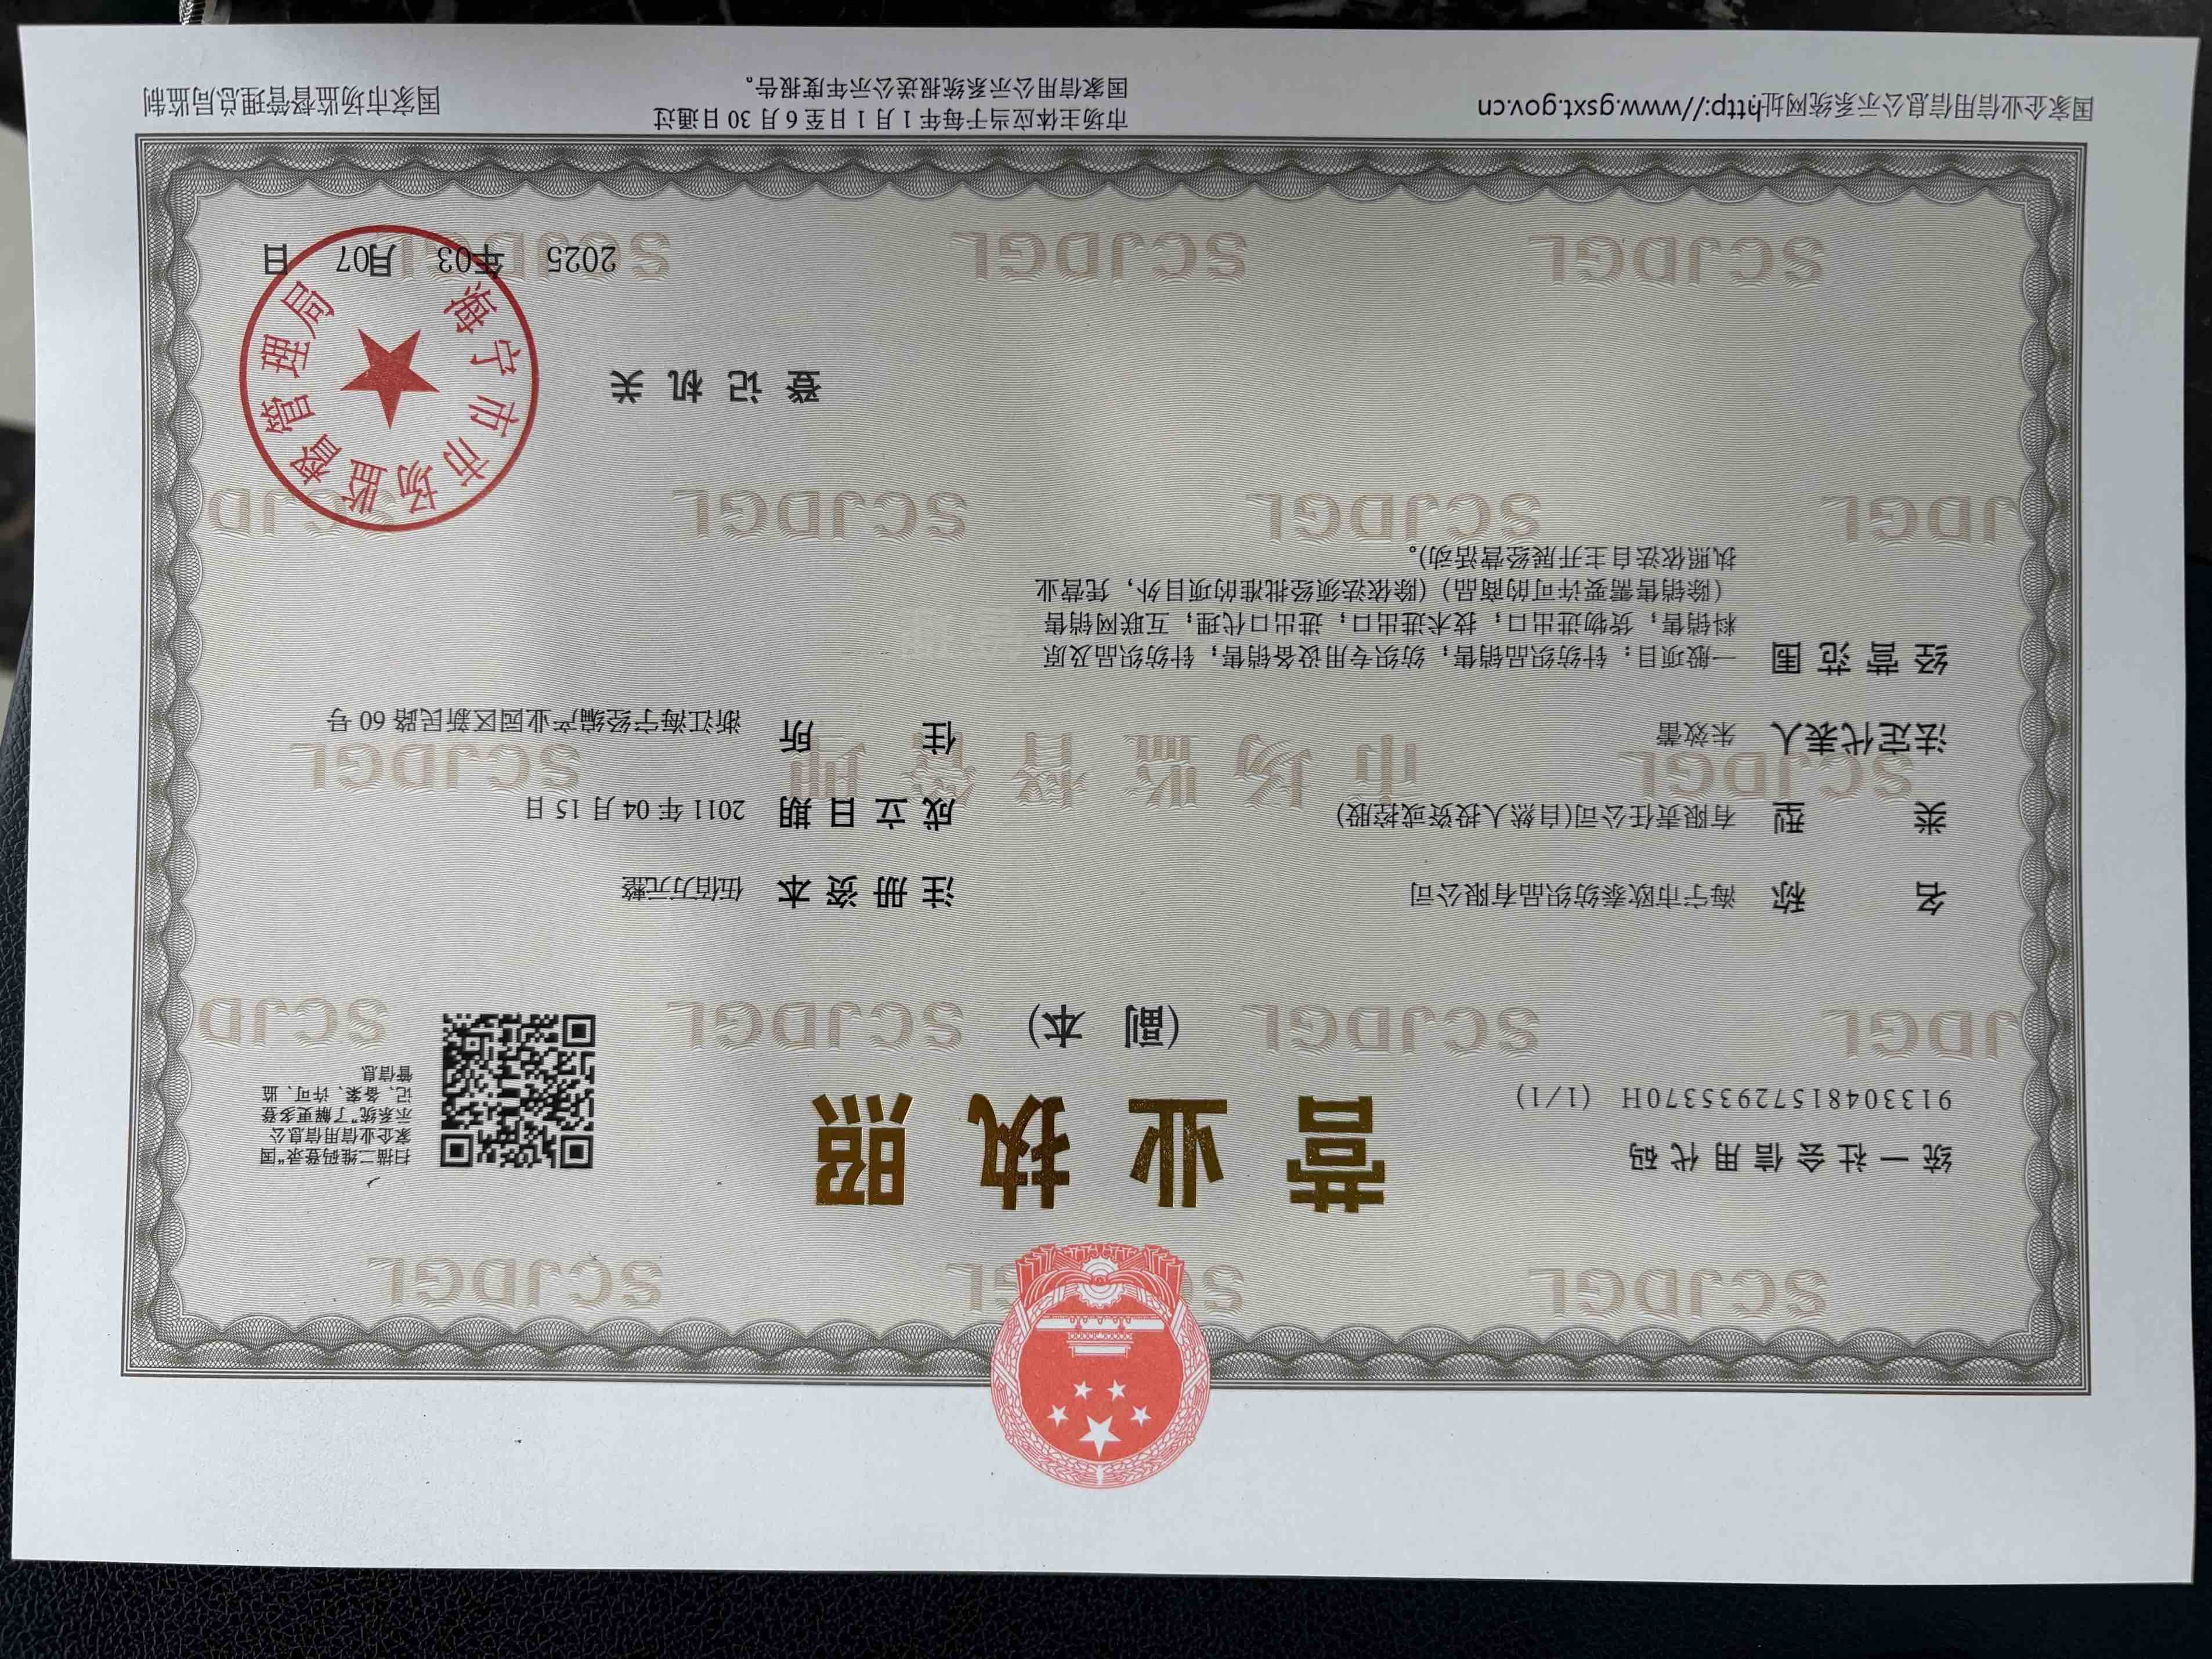 营业执照
(副 本)
统一社会信用代码
91330481572935370H (1/1)
扫描二维码登录“国
家企业信用信息公
示系统”了解更多登
记、备案、许可、监
管信息
名称 海宁市欧泰纺织品有限公司
类型 有限责任公司(自然人投资或控股)
法定代表人 朱效蕾
经营范围 一般项目：针纺织品销售；纺织专用设备销售；针纺织品及原
料销售；货物进出口；技术进出口；进出口代理；互联网销售
（除销售需要许可的商品）(除依法须经批准的项目外，凭营业
执照依法自主开展经营活动)。
注册资本 伍佰万元整
成立日期 2011年04月15日
住所 浙江海宁经编产业园区新民路60号
登记机关
海宁市市场监督管理局
2025年03月07日
国家企业信用信息公示系统网址:http://www.gsxt.gov.cn
市场主体应当于每年1月1日至6月30日通过
国家信用公示系统报送公示年度报告。
国家市场监督管理总局监制
SCJDGL
市场监督管理